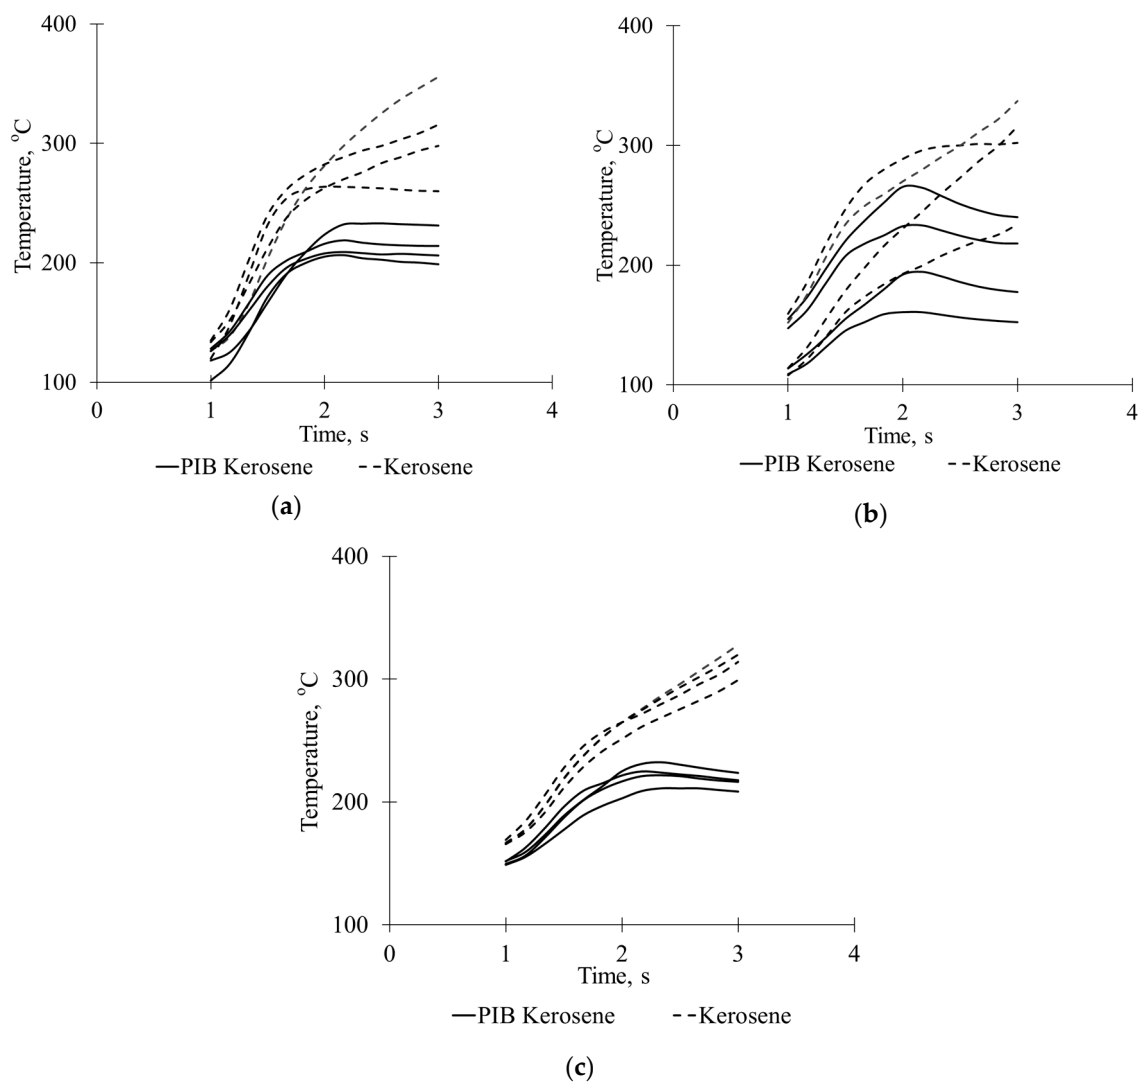 400
300
200
100
0
1
2
3
4
Temperature, °C
Time, s
PIB Kerosene
Kerosene
(a)
400
300
200
100
0
1
2
3
4
Temperature, °C
Time, s
PIB Kerosene
Kerosene
(b)
400
300
200
100
0
1
2
3
4
Temperature, °C
Time, s
PIB Kerosene
Kerosene
(c)